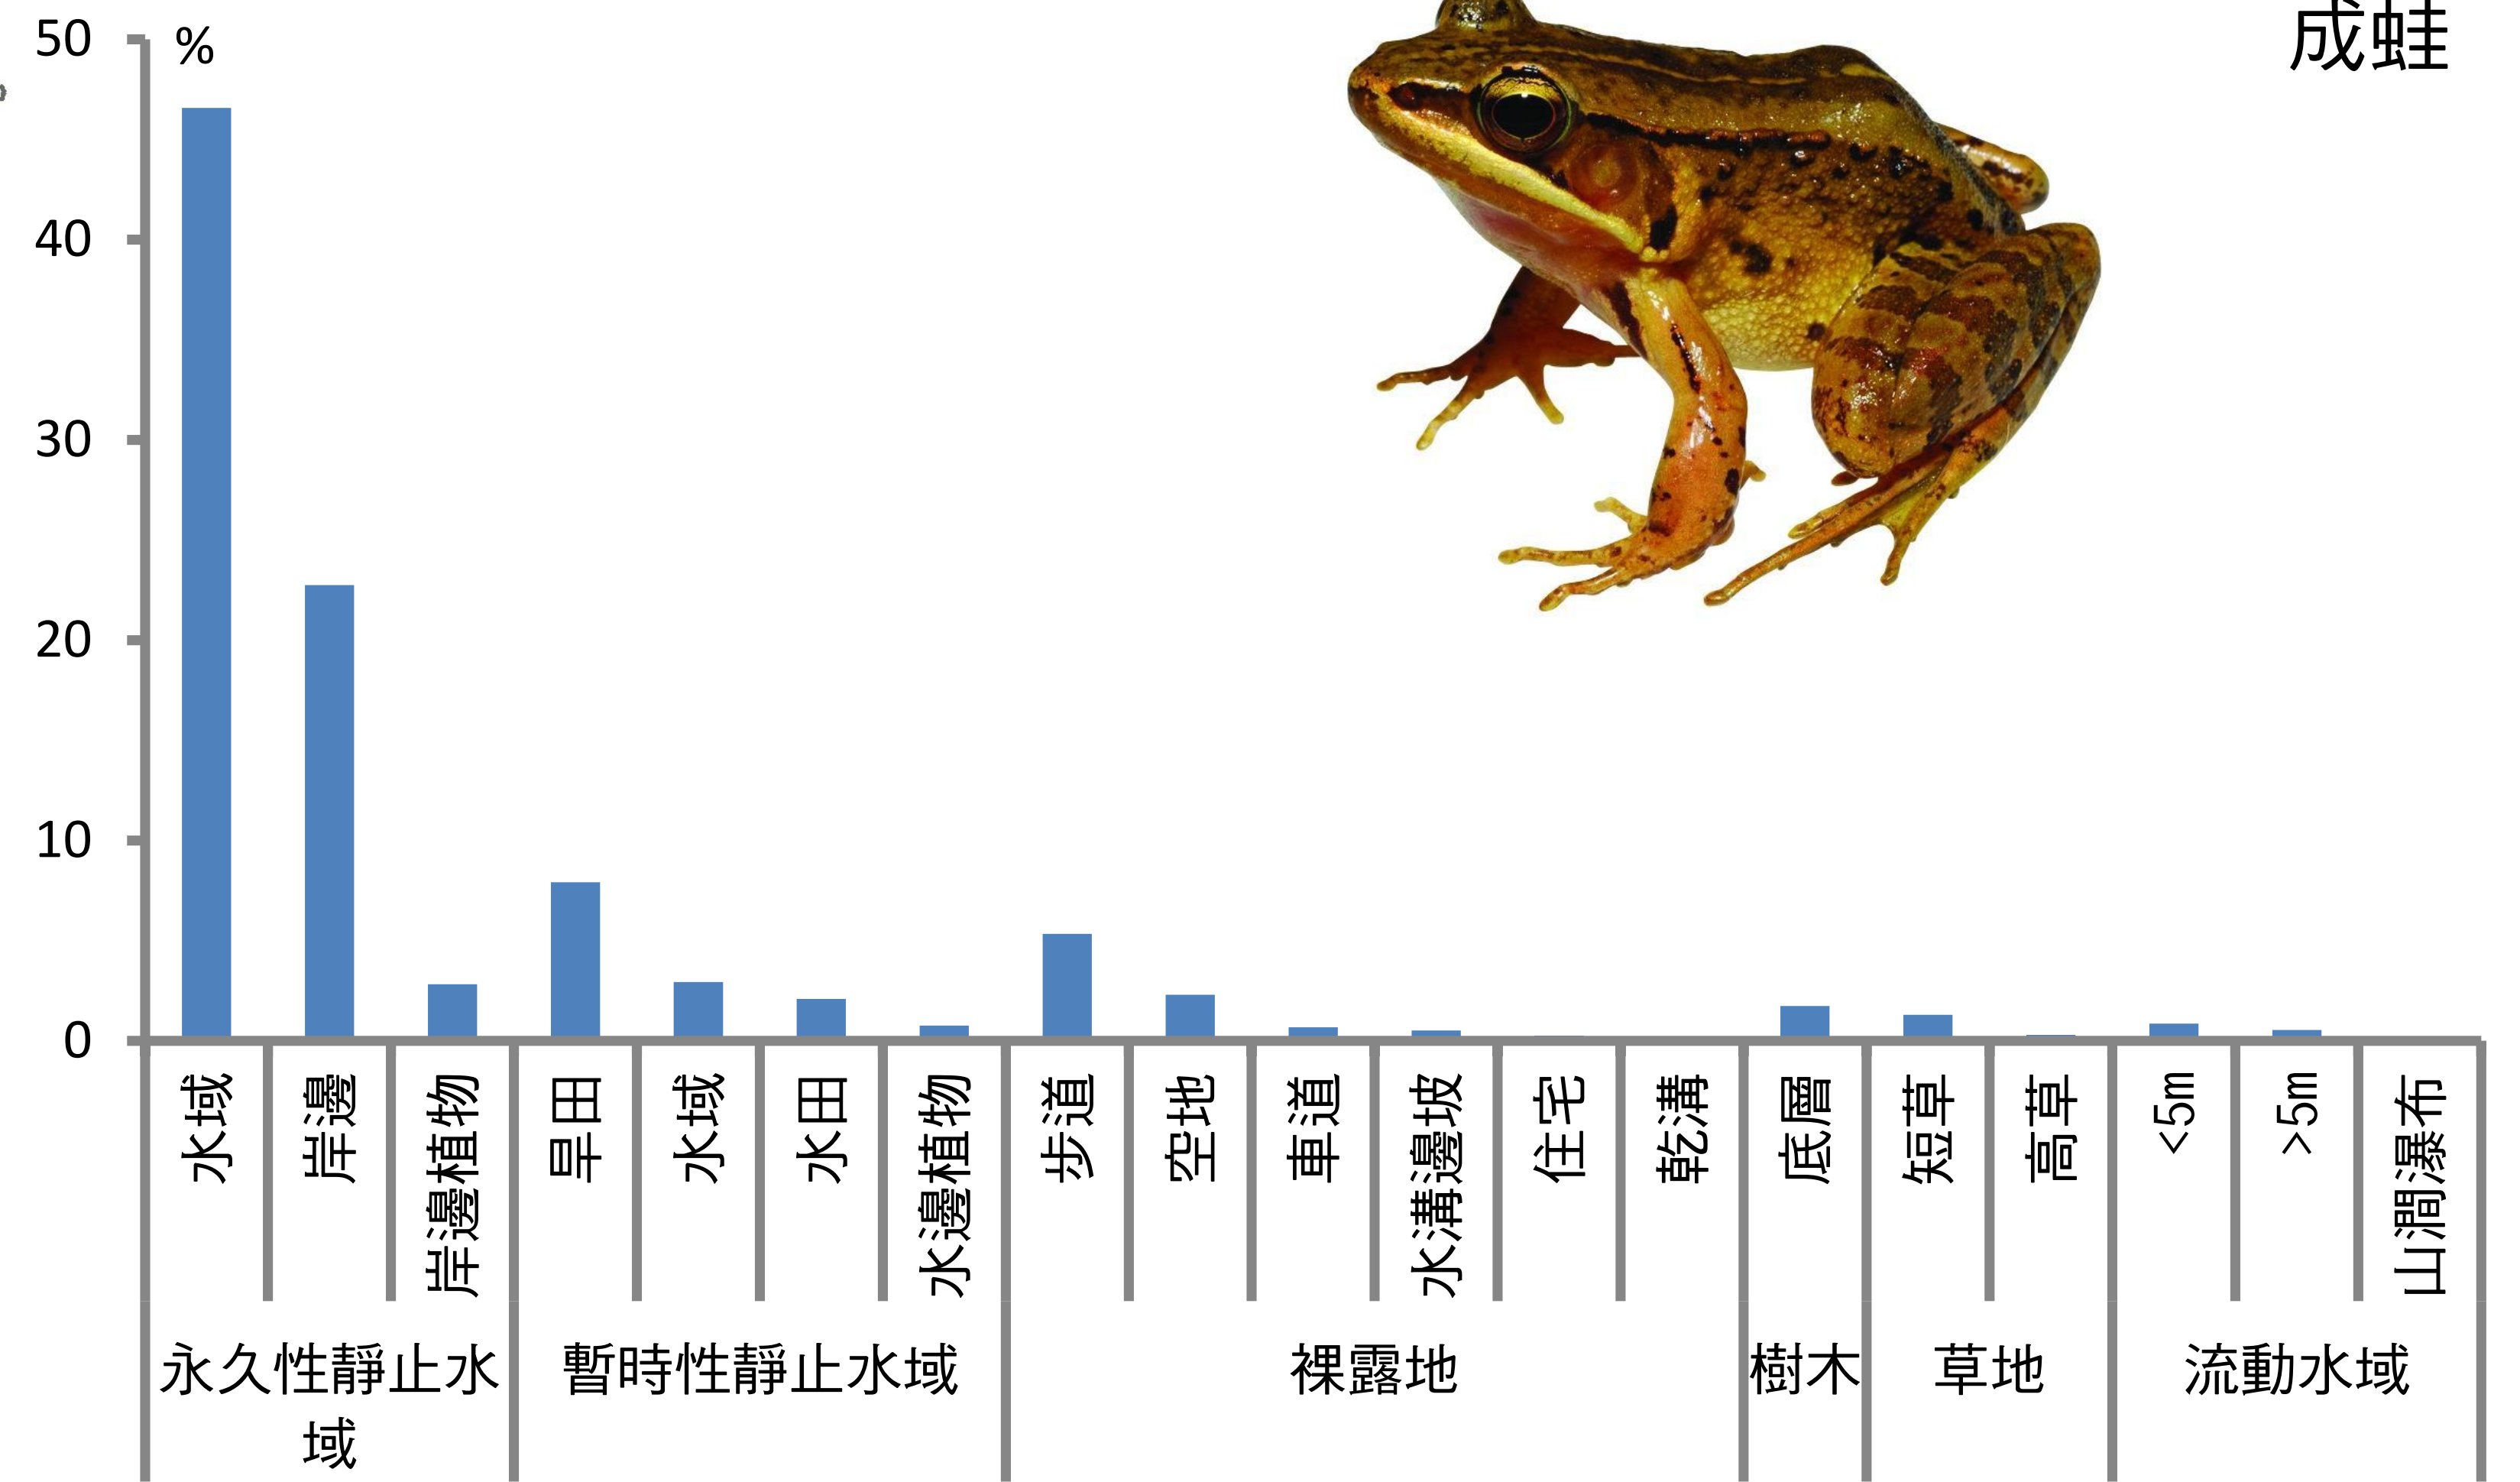 成蛙
%
50
40
30
20
10
0
水域
岸邊
岸邊植物
旱田
水域
水田
水邊植物
步道
空地
車道
水溝邊坡
住宅
乾溝
底層
短草
高草
<5m
>5m
山澗瀑布
永久性靜止水
域
暫時性靜止水域
裸露地
樹木
草地
流動水域